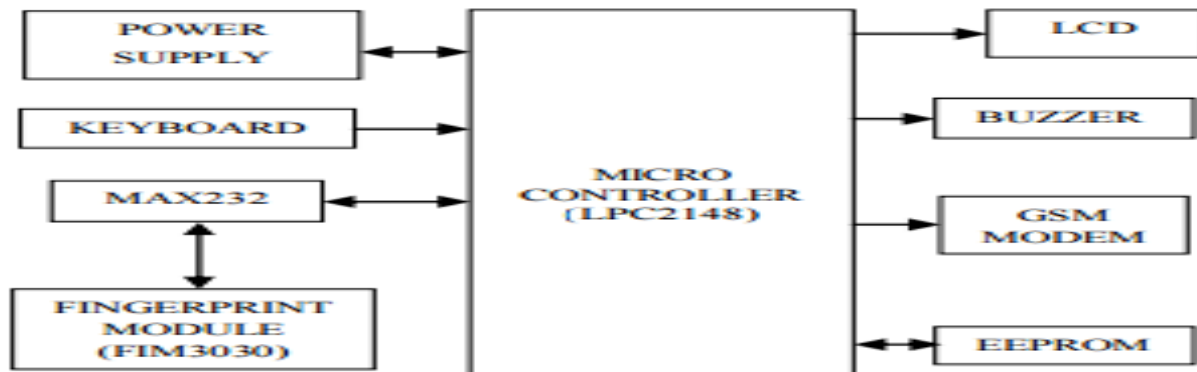 POWER
SUPPLY
KEYBOARD
MAX232
FINGERPRINT
MODULE
(FIM3030)
MICRO
CONTROLLER
(LPC2148)
LCD
BUZZER
GSM
MODEM
EEPROM